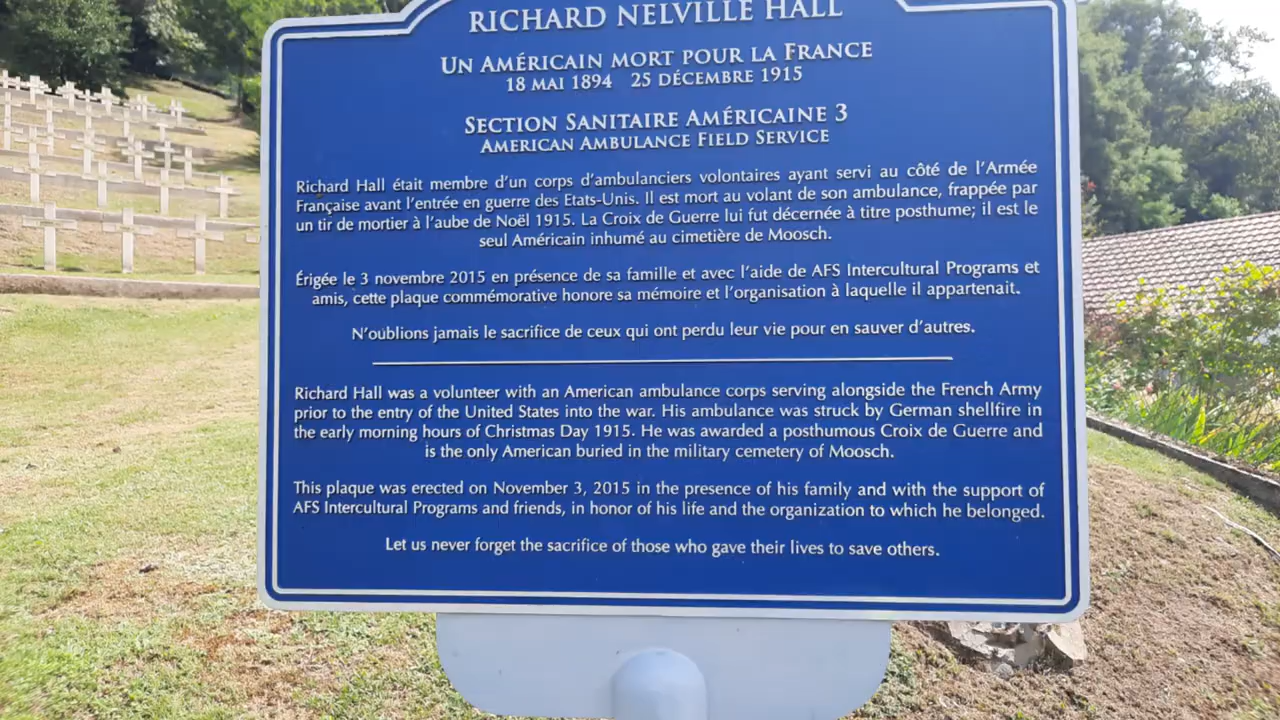 RICHARD NELVILLE HALL
UN AMÉRICAIN MORT POUR LA FRANCE
18 MAI 1894 25 DÉCEMBRE 1915
SECTION SANITAIRE AMÉRICAINE 3
AMERICAN AMBULANCE FIELD SERVICE
Richard Hall était membre d'un corps d'ambulanciers volontaires ayant servi au côté de l'Armée
Française avant l'entrée en guerre des Etats-Unis. Il est mort au volant de son ambulance, frappée par
un tir de mortier à l'aube de Noël 1915. La Croix de Guerre lui fut décernée à titre posthume; il est le
seul Américain inhumé au cimetière de Moosch.
Érigée le 3 novembre 2015 en présence de sa famille et avec l'aide de AFS Intercultural Programs et
amis, cette plaque commémorative honore sa mémoire et l'organisation à laquelle il appartenait.
N'oublions jamais le sacrifice de ceux qui ont perdu leur vie pour en sauver d'autres.
Richard Hall was a volunteer with an American ambulance corps serving alongside the French Army
prior to the entry of the United States into the war. His ambulance was struck by German shellfire in
the early morning hours of Christmas Day 1915. He was awarded a posthumous Croix de Guerre and
is the only American buried in the military cemetery of Moosch.
This plaque was erected on November 3, 2015 in the presence of his family and with the support of
AFS Intercultural Programs and friends, in honor of his life and the organization to which he belonged.
Let us never forget the sacrifice of those who gave their lives to save others.